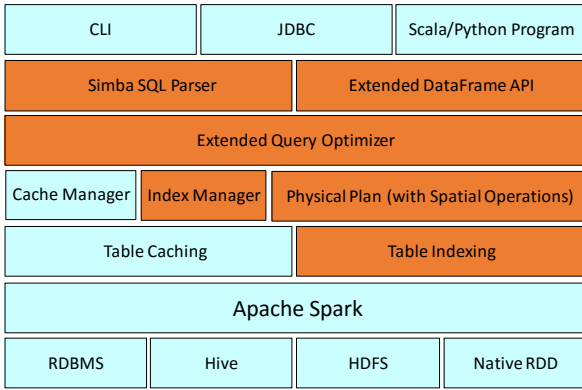 CLI
JDBC
Scala/Python Program
Simba SQL Parser
Extended DataFrame API
Extended Query Optimizer
Cache Manager
Index Manager
Physical Plan (with Spatial Operations)
Table Caching
Table Indexing
Apache Spark
RDBMS
Hive
HDFS
Native RDD